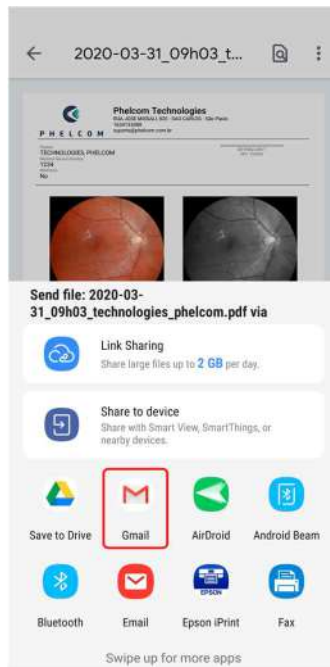 2020-03-31_09h03_t...
PHELCOM
Phelcom Technologies
TECHNOLOGIES, PHELCOM
1234
No
Send file: 2020-03-
31_09h03_technologies_phelcom.pdf via
Link Sharing
Share large files up to 2 GB per day.
Share to device
Share with Smart View, SmartThings, or
nearby devices.
Save to Drive
Gmail
AirDroid
Android Beam
EPSON
Bluetooth
Email
Epson iPrint
Fax
Swipe up for more apps